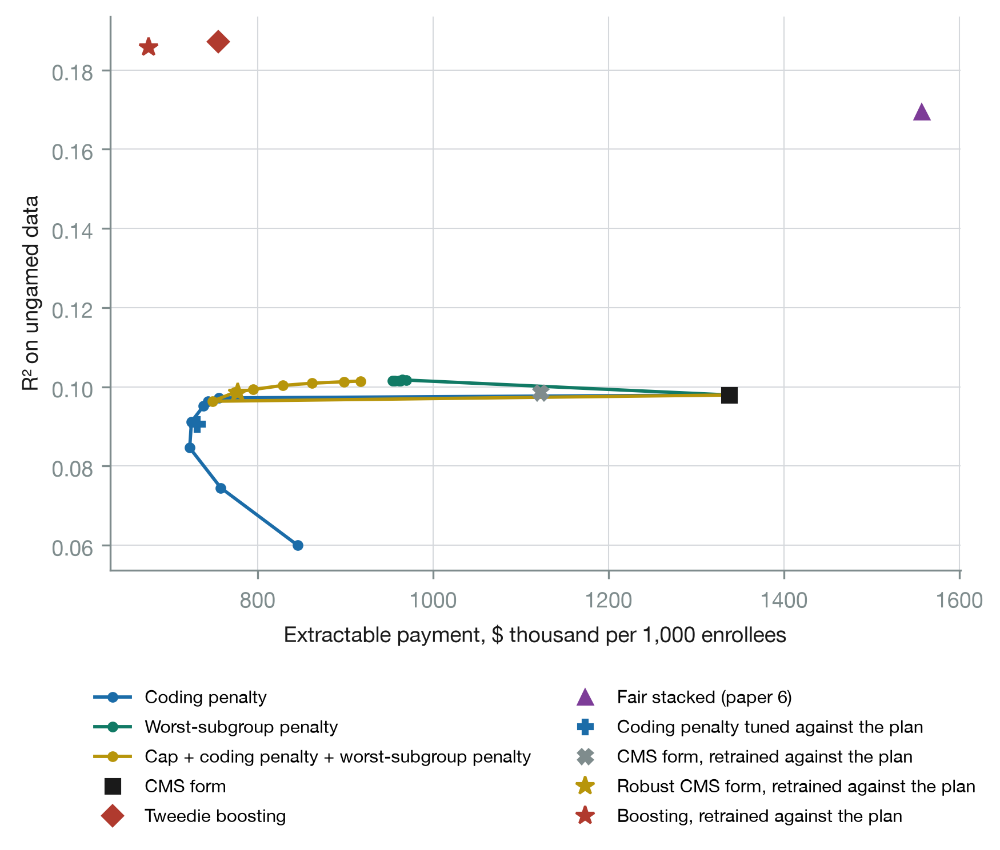 0.18
0.16
0.14
0.12
0.10
0.08
0.06
R² on ungamed data
800 1000 1200 1400 1600
Extractable payment, $ thousand per 1,000 enrollees
Coding penalty
Worst-subgroup penalty
Cap + coding penalty + worst-subgroup penalty
CMS form
Tweedie boosting
Fair stacked (paper 6)
Coding penalty tuned against the plan
CMS form, retrained against the plan
Robust CMS form, retrained against the plan
Boosting, retrained against the plan